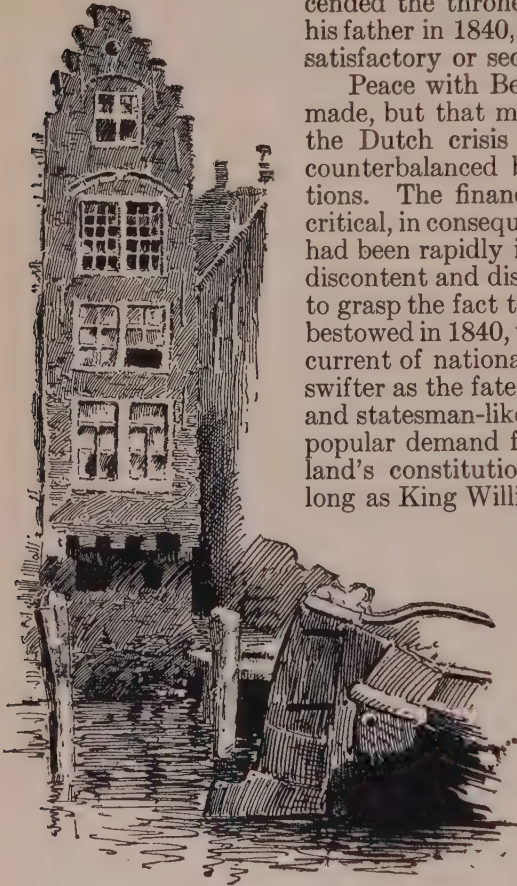 cended the throne
his father in 1840,
satisfactory or sec
Peace with Be
made, but that m
the Dutch crisis
counterbalanced b
tions. The financ
critical, in consequ
had been rapidly i
discontent and dis
to grasp the fact t
bestowed in 1840,
current of nationa
swifter as the fate
and statesman-like
popular demand f
land's constitutio
long as King Willi